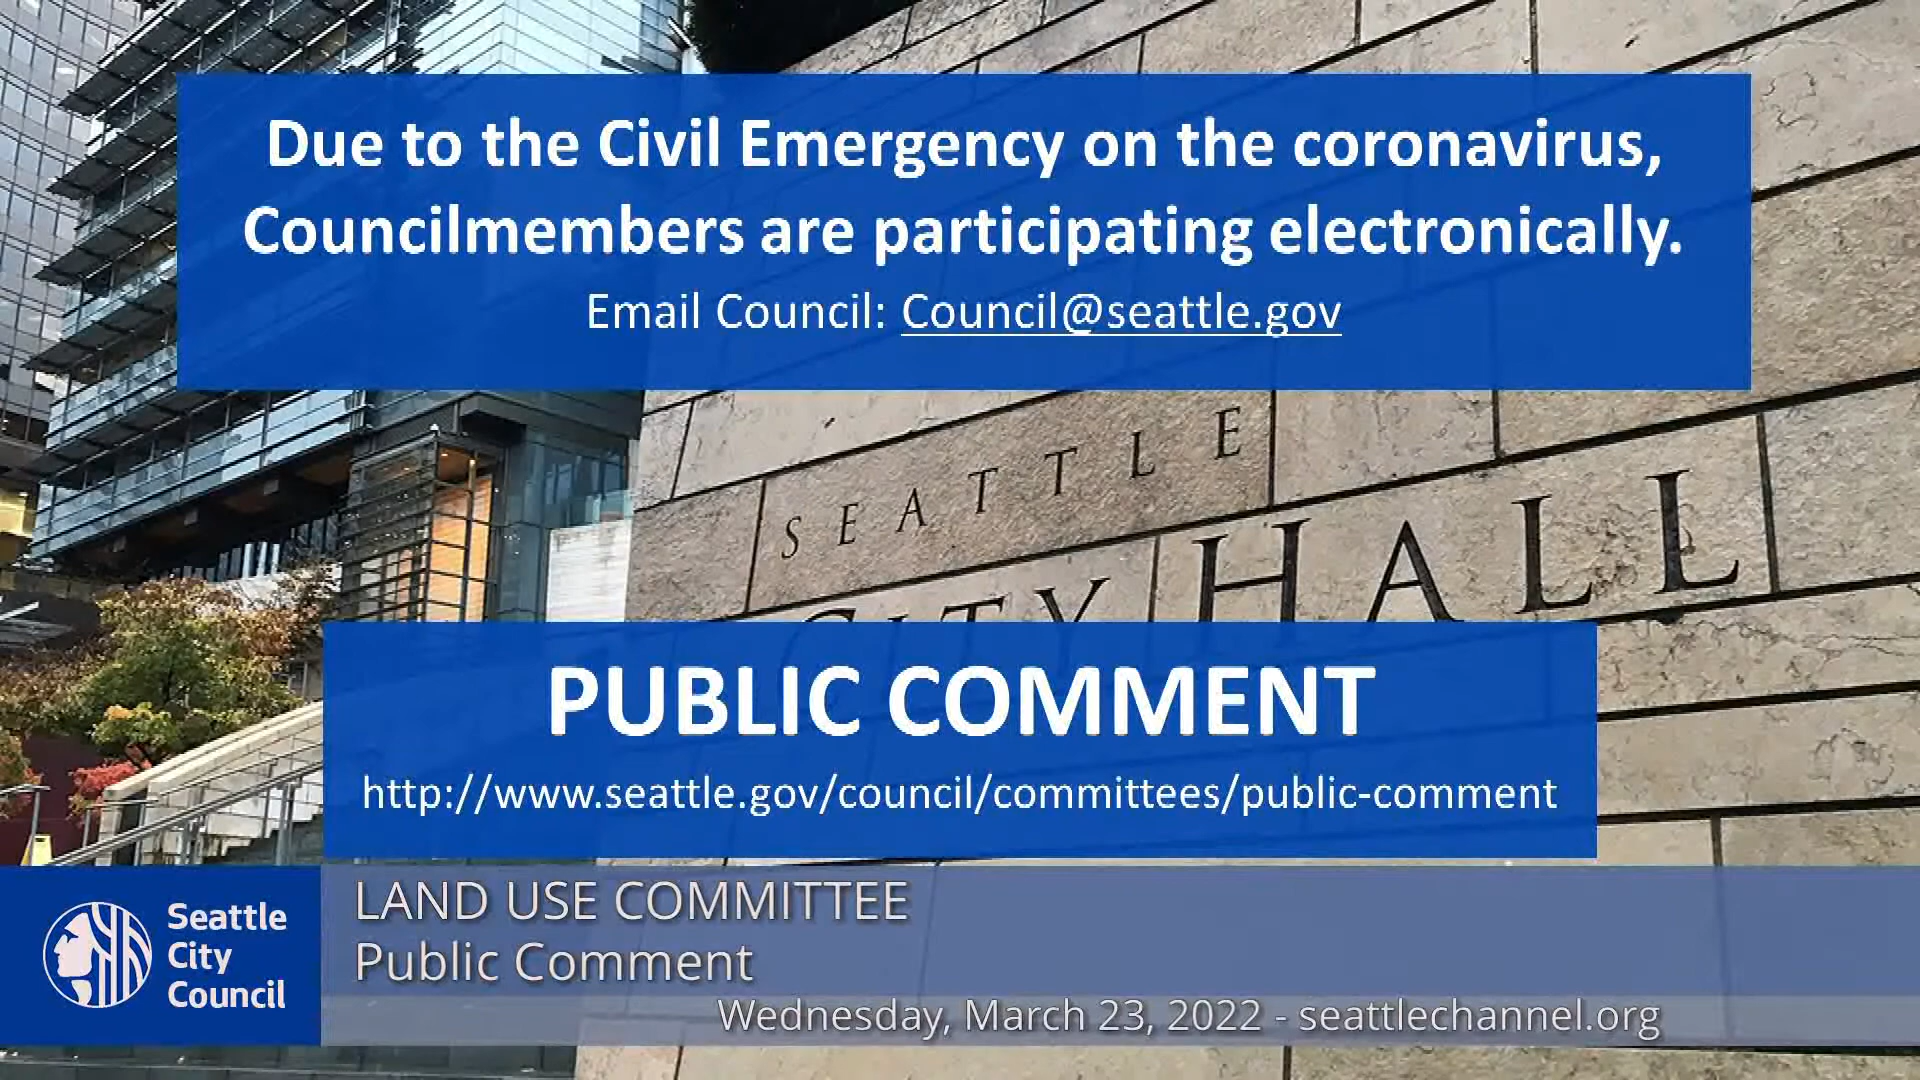 Due to the Civil Emergency on the coronavirus,
Councilmembers are participating electronically.
Email Council: Council@seattle.gov
SEATTLE
CITY HALL
PUBLIC COMMENT
http://www.seattle.gov/council/committees/public-comment
Seattle
City
Council
LAND USE COMMITTEE
Public Comment
Wednesday, March 23, 2022 - seattlechannel.org